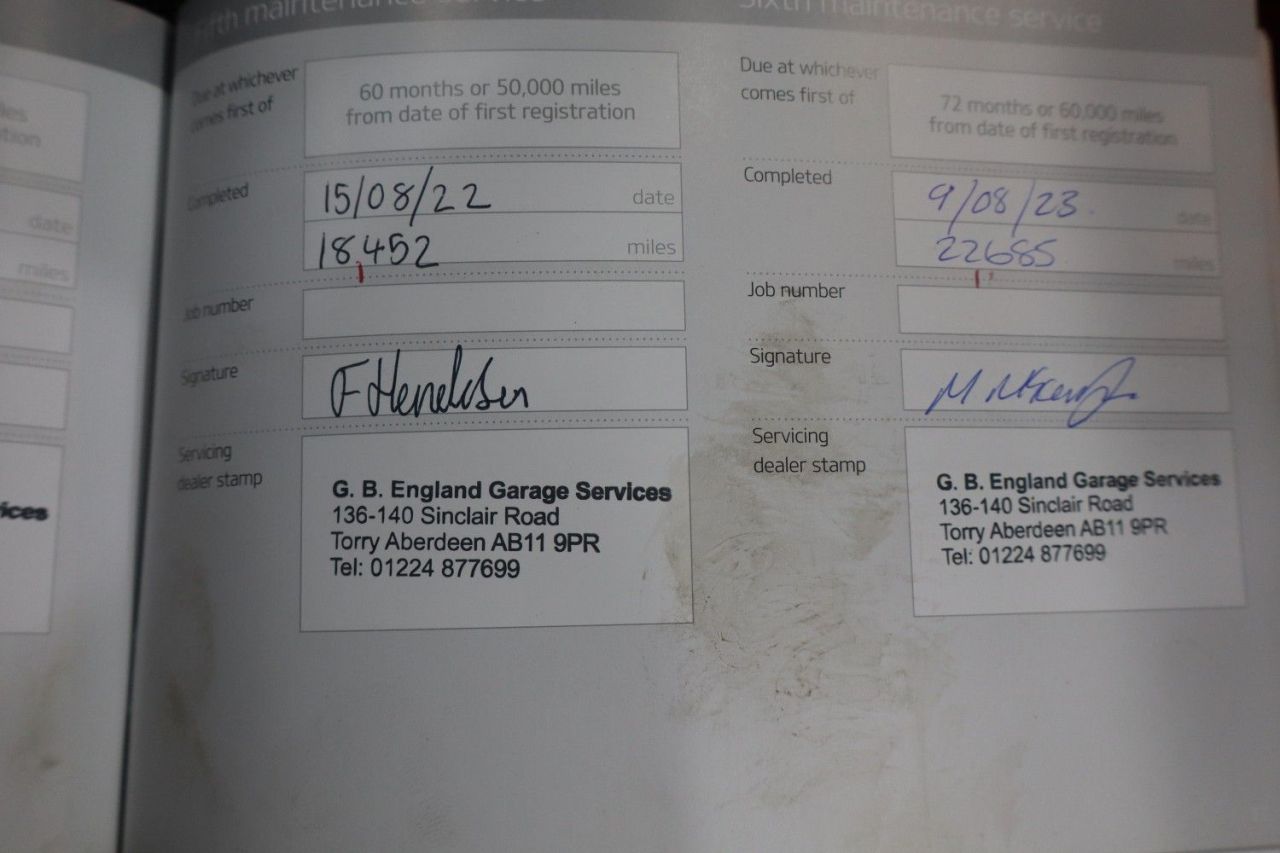 les
tion
date
miles
ices
Fifth maintenance service
Due at whichever
comes first of
60 months or 50,000 miles
from date of first registration
Completed
15/08/22 date
18,452 miles
Job number
Signature
Servicing
dealer stamp
G. B. England Garage Services
136-140 Sinclair Road
Torry Aberdeen AB11 9PR
Tel: 01224 877699
Sixth maintenance service
Due at whichever
comes first of
72 months or 60,000 miles
from date of first registration
Completed
9/08/23. date
22685 miles
Job number
Signature
Servicing
dealer stamp
G. B. England Garage Services
136-140 Sinclair Road
Torry Aberdeen AB11 9PR
Tel: 01224 877699